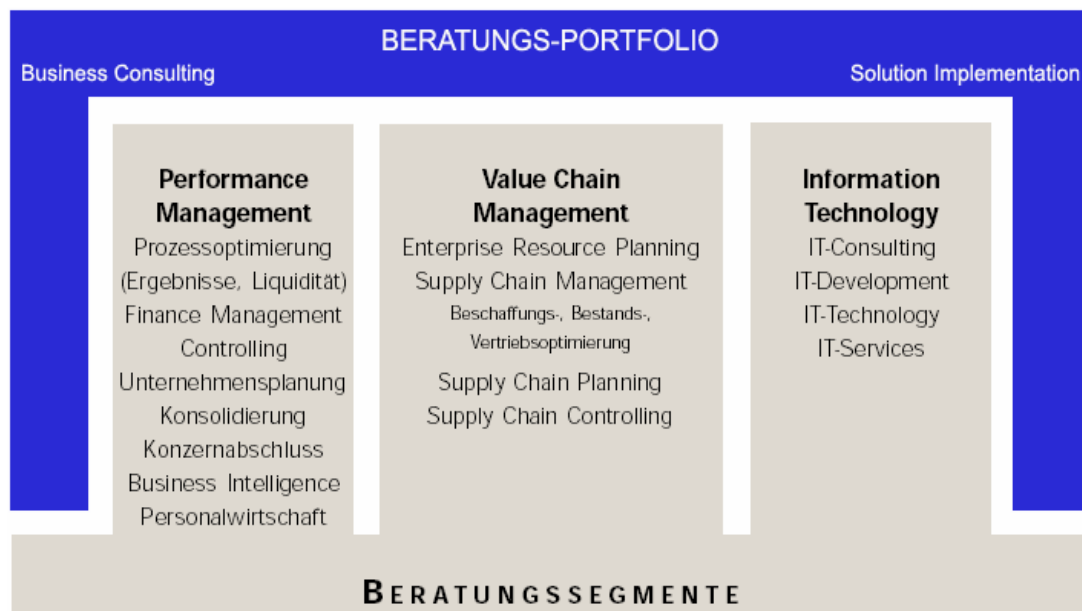 BERATUNGS-PORTFOLIO
Business Consulting
Solution Implementation
Performance
Management
Prozessoptimierung
(Ergebnisse, Liquidität)
Finance Management
Controlling
Unternehmensplanung
Konsolidierung
Konzernabschluss
Business Intelligence
Personalwirtschaft
Value Chain
Management
Enterprise Resource Planning
Supply Chain Management
Beschaffungs-, Bestands-,
Vertriebsoptimierung
Supply Chain Planning
Supply Chain Controlling
Information
Technology
IT-Consulting
IT-Development
IT-Technology
IT-Services
BERATUNGSSEGMENTE